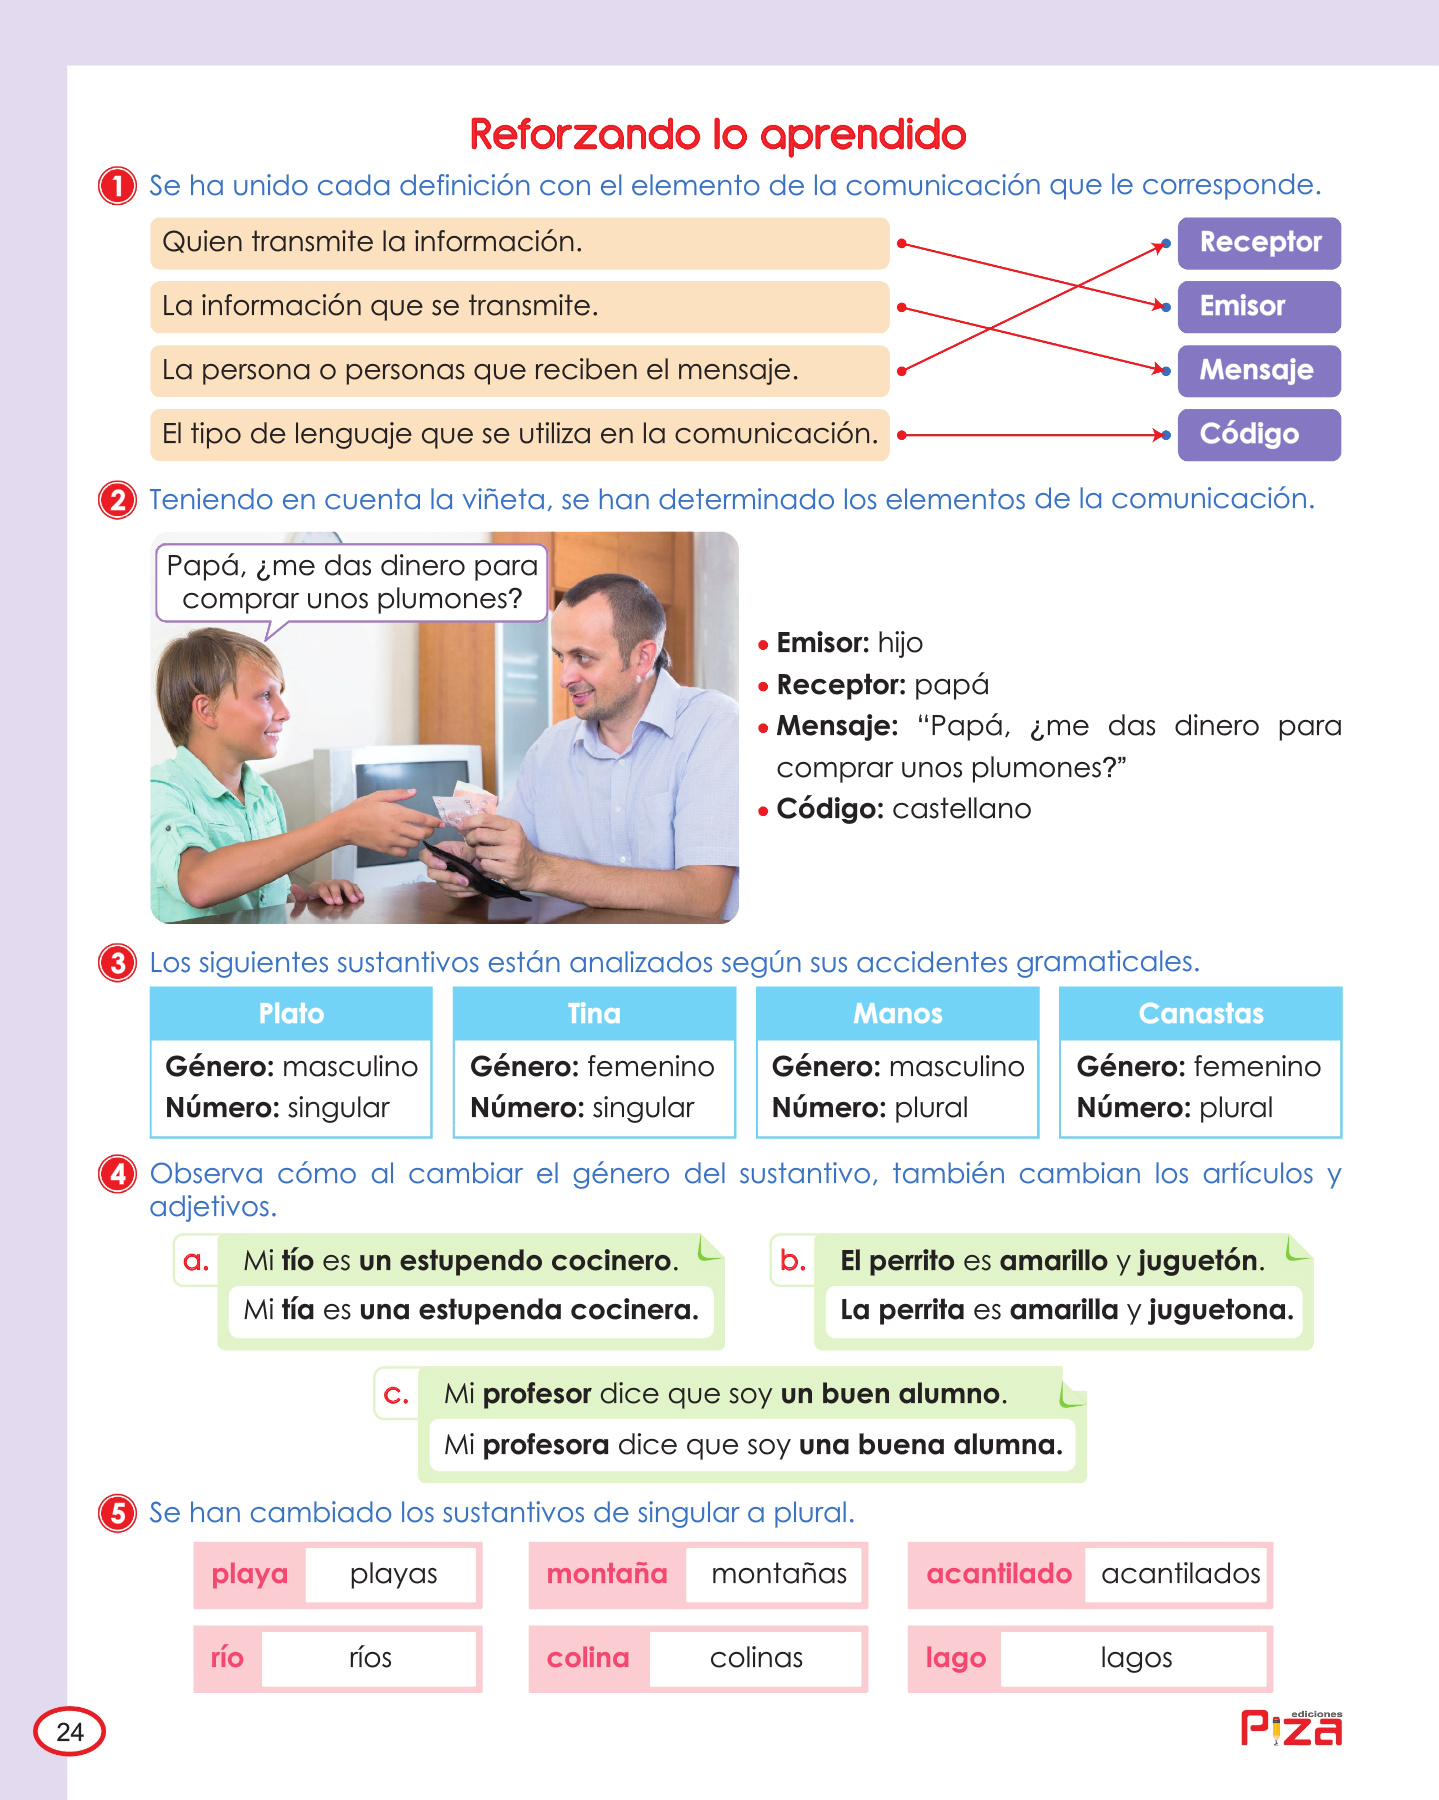 Reforzando lo aprendido
1 Se ha unido cada definición con el elemento de la comunicación que le corresponde.
Quien transmite la información.
Receptor
La información que se transmite.
Emisor
La persona o personas que reciben el mensaje.
Mensaje
El tipo de lenguaje que se utiliza en la comunicación.
Código
2 Teniendo en cuenta la viñeta, se han determinado los elementos de la comunicación.
Papá, ¿me das dinero para
comprar unos plumones?
• Emisor: hijo
• Receptor: papá
• Mensaje: “Papá, ¿me das dinero para
comprar unos plumones?”
• Código: castellano
3 Los siguientes sustantivos están analizados según sus accidentes gramaticales.
Plato
Género: masculino
Número: singular
Tina
Género: femenino
Número: singular
Manos
Género: masculino
Número: plural
Canastas
Género: femenino
Número: plural
4 Observa cómo al cambiar el género del sustantivo, también cambian los artículos y
adjetivos.
a. Mi tío es un estupendo cocinero.
Mi tía es una estupenda cocinera.
b. El perrito es amarillo y juguetón.
La perrita es amarilla y juguetona.
c. Mi profesor dice que soy un buen alumno.
Mi profesora dice que soy una buena alumna.
5 Se han cambiado los sustantivos de singular a plural.
playa playas
montaña montañas
acantilado acantilados
río ríos
colina colinas
lago lagos
24
ediciones
Piza